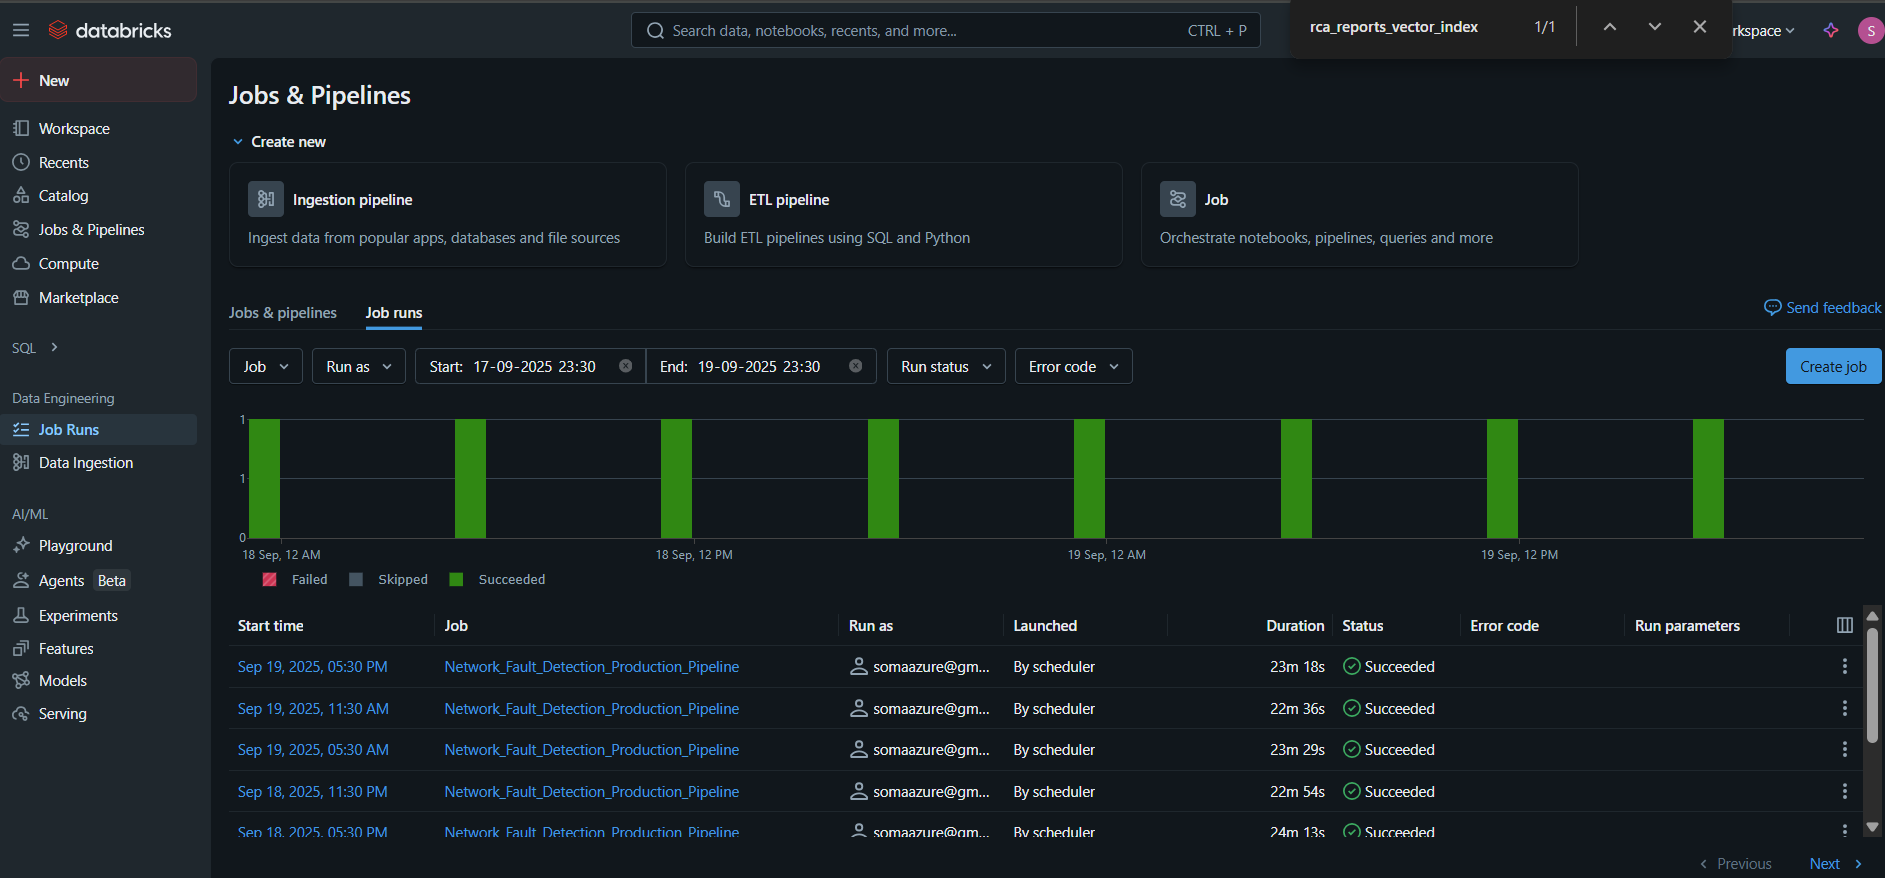 databricks
Search data, notebooks, recents, and more...
CTRL + P
rca_reports_vector_index
1/1
rkspace
S
New
Workspace
Recents
Catalog
Jobs & Pipelines
Compute
Marketplace
SQL
Data Engineering
Job Runs
Data Ingestion
AI/ML
Playground
Agents Beta
Experiments
Features
Models
Serving
Jobs & Pipelines
Create new
Ingestion pipeline
Ingest data from popular apps, databases and file sources
ETL pipeline
Build ETL pipelines using SQL and Python
Job
Orchestrate notebooks, pipelines, queries and more
Jobs & pipelines
Job runs
Send feedback
Job
Run as
Start: 17-09-2025 23:30
End: 19-09-2025 23:30
Run status
Error code
Create job
1
1
0
18 Sep, 12 AM
18 Sep, 12 PM
19 Sep, 12 AM
19 Sep, 12 PM
Failed
Skipped
Succeeded
Start time Job Run as Launched Duration Status Error code Run parameters
Sep 19, 2025, 05:30 PM Network_Fault_Detection_Production_Pipeline somaazure@gm... By scheduler 23m 18s Succeeded
Sep 19, 2025, 11:30 AM Network_Fault_Detection_Production_Pipeline somaazure@gm... By scheduler 22m 36s Succeeded
Sep 19, 2025, 05:30 AM Network_Fault_Detection_Production_Pipeline somaazure@gm... By scheduler 23m 29s Succeeded
Sep 18, 2025, 11:30 PM Network_Fault_Detection_Production_Pipeline somaazure@gm... By scheduler 22m 54s Succeeded
Sep 18, 2025, 05:30 PM Network_Fault_Detection_Production_Pipeline somaazure@gm... By scheduler 24m 13s Succeeded
Previous
Next